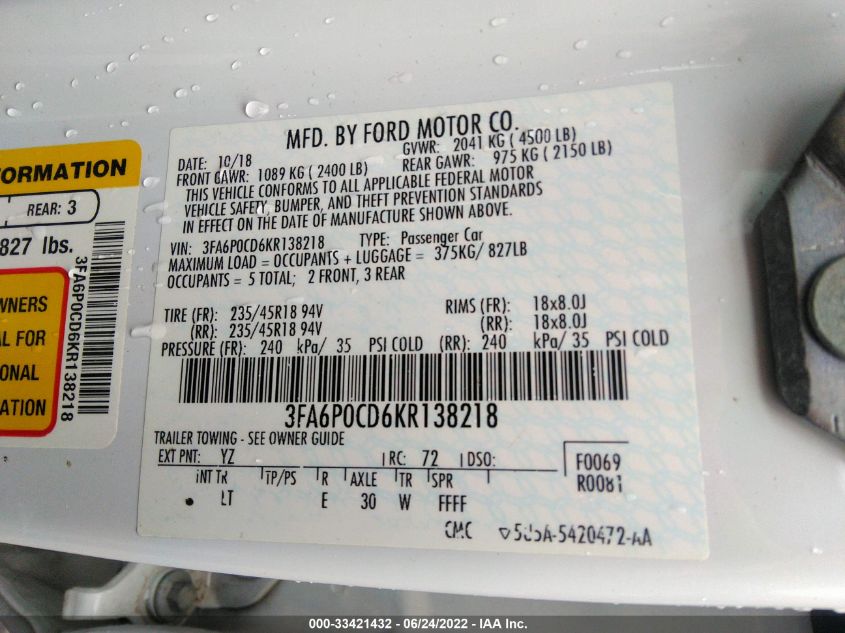 MFD. BY FORD MOTOR CO.
DATE: 10/18
GVWR: 2041 KG ( 4500 LB)
FRONT GAWR: 1089 KG ( 2400 LB)
REAR GAWR: 975 KG ( 2150 LB)
THIS VEHICLE CONFORMS TO ALL APPLICABLE FEDERAL MOTOR
VEHICLE SAFETY, BUMPER, AND THEFT PREVENTION STANDARDS
IN EFFECT ON THE DATE OF MANUFACTURE SHOWN ABOVE.
VIN: 3FA6P0CD6KR138218 TYPE: Passenger Car
MAXIMUM LOAD = OCCUPANTS + LUGGAGE = 375KG/ 827LB
OCCUPANTS = 5 TOTAL; 2 FRONT, 3 REAR
TIRE (FR): 235/45R18 94V RIMS (FR): 18x8.0J
(RR): 235/45R18 94V (RR): 18x8.0J
PRESSURE (FR): 240 kPa/ 35 PSI COLD (RR): 240 kPa/ 35 PSI COLD
3FA6P0CD6KR138218
TRAILER TOWING - SEE OWNER GUIDE
EXT PNT: YZ RC: 72 DSO:
F0069
R0081
INT TR TP/PS R AXLE TR SPR
LT E 30 W FFFF
CMC
5420472-AA
FORMATION
REAR: 3
827 lbs.
3FA6P0CD6KR138218
WNERS
AL FOR
ONAL
ATION
000-33421432 - 06/24/2022 - IAA Inc.